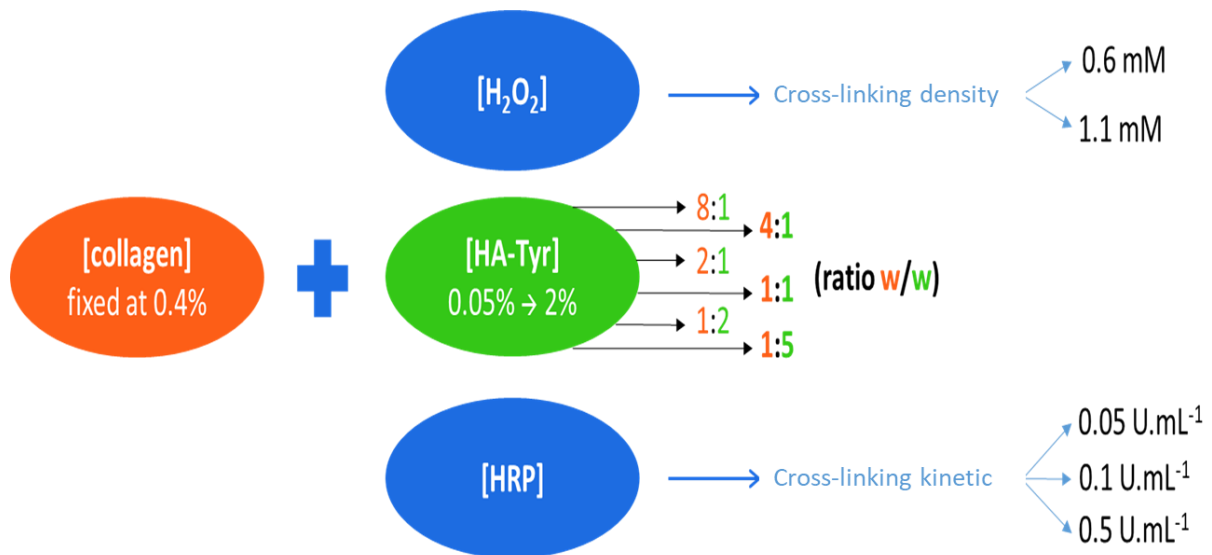 [H₂O₂]
Cross-linking density
0.6 mM
1.1 mM
[collagen]
fixed at 0.4%
[HA-Tyr]
0.05% → 2%
8:1
4:1
2:1
1:1
1:2
1:5
(ratio w/w)
[HRP]
Cross-linking kinetic
0.05 U.mL⁻¹
0.1 U.mL⁻¹
0.5 U.mL⁻¹